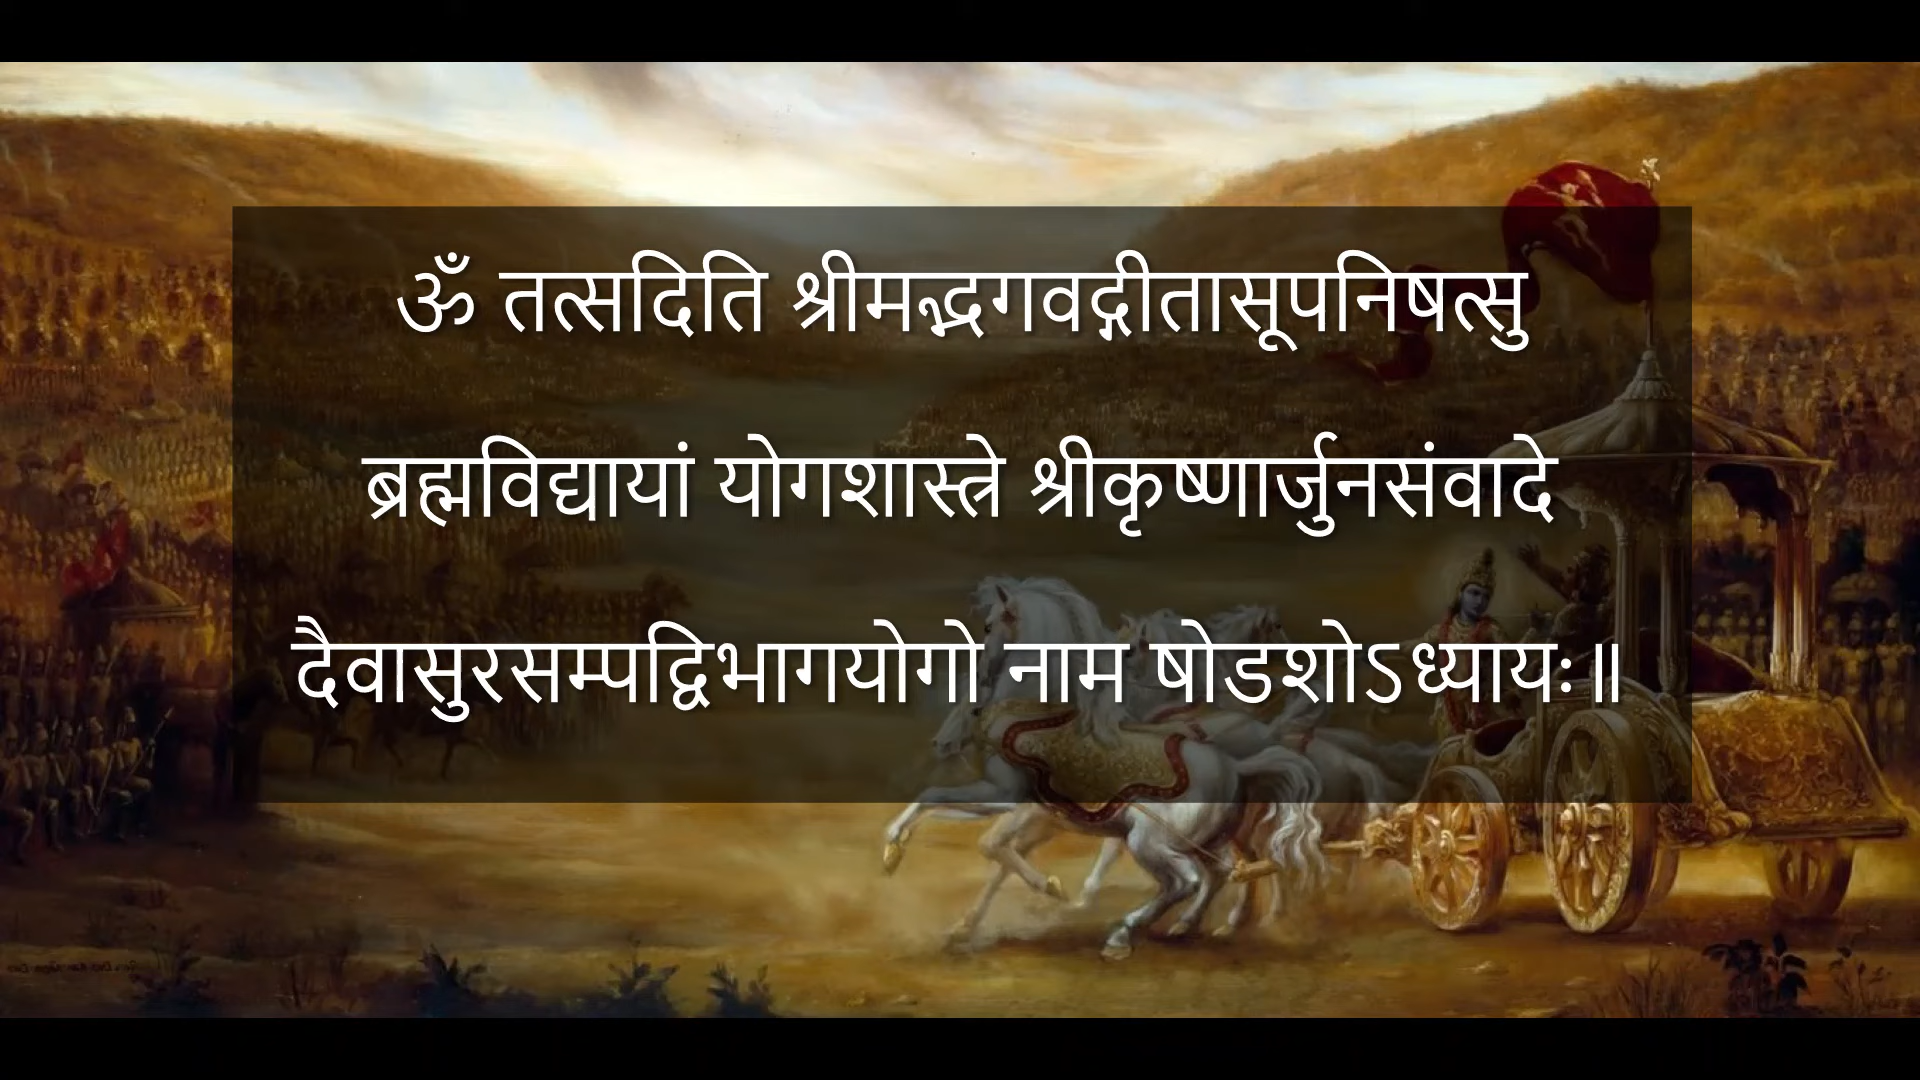 ॐ तत्सदिति श्रीमद्भगवद्गीतासूपनिषत्सु
ब्रह्मविद्यायां योगशास्त्रे श्रीकृष्णार्जुनसंवादे
दैवासुरसम्पद्विभागयोगो नाम षोडशोऽध्यायः॥